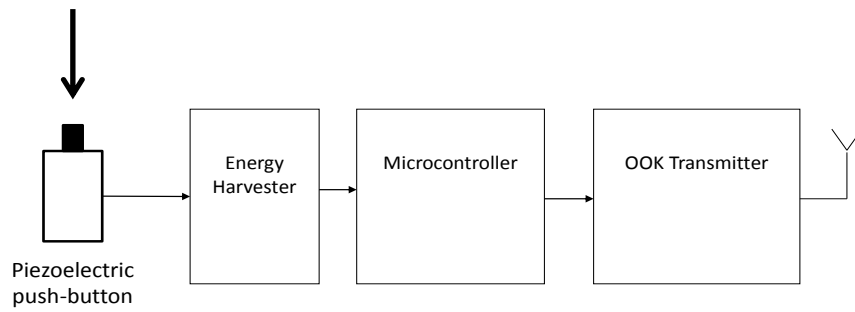 Energy
Harvester
Microcontroller
OOK Transmitter
Piezoelectric
push-button